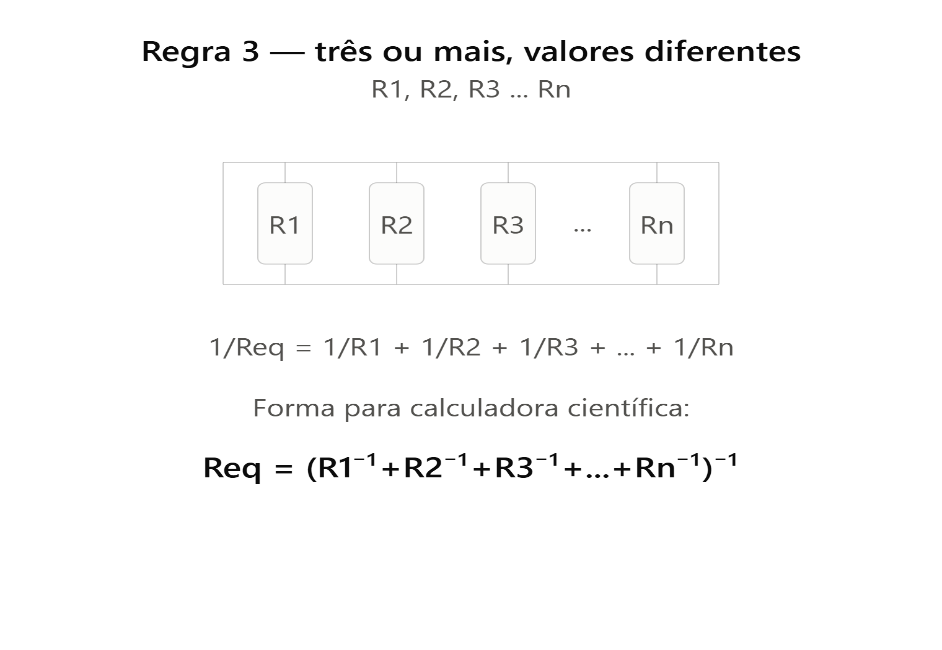 Regra 3 — três ou mais, valores diferentes
R1, R2, R3 ... Rn
R1 R2 R3 ... Rn
1/Req = 1/R1 + 1/R2 + 1/R3 + ... + 1/Rn
Forma para calculadora científica:
Req = (R1⁻¹+R2⁻¹+R3⁻¹+...+Rn⁻¹)⁻¹